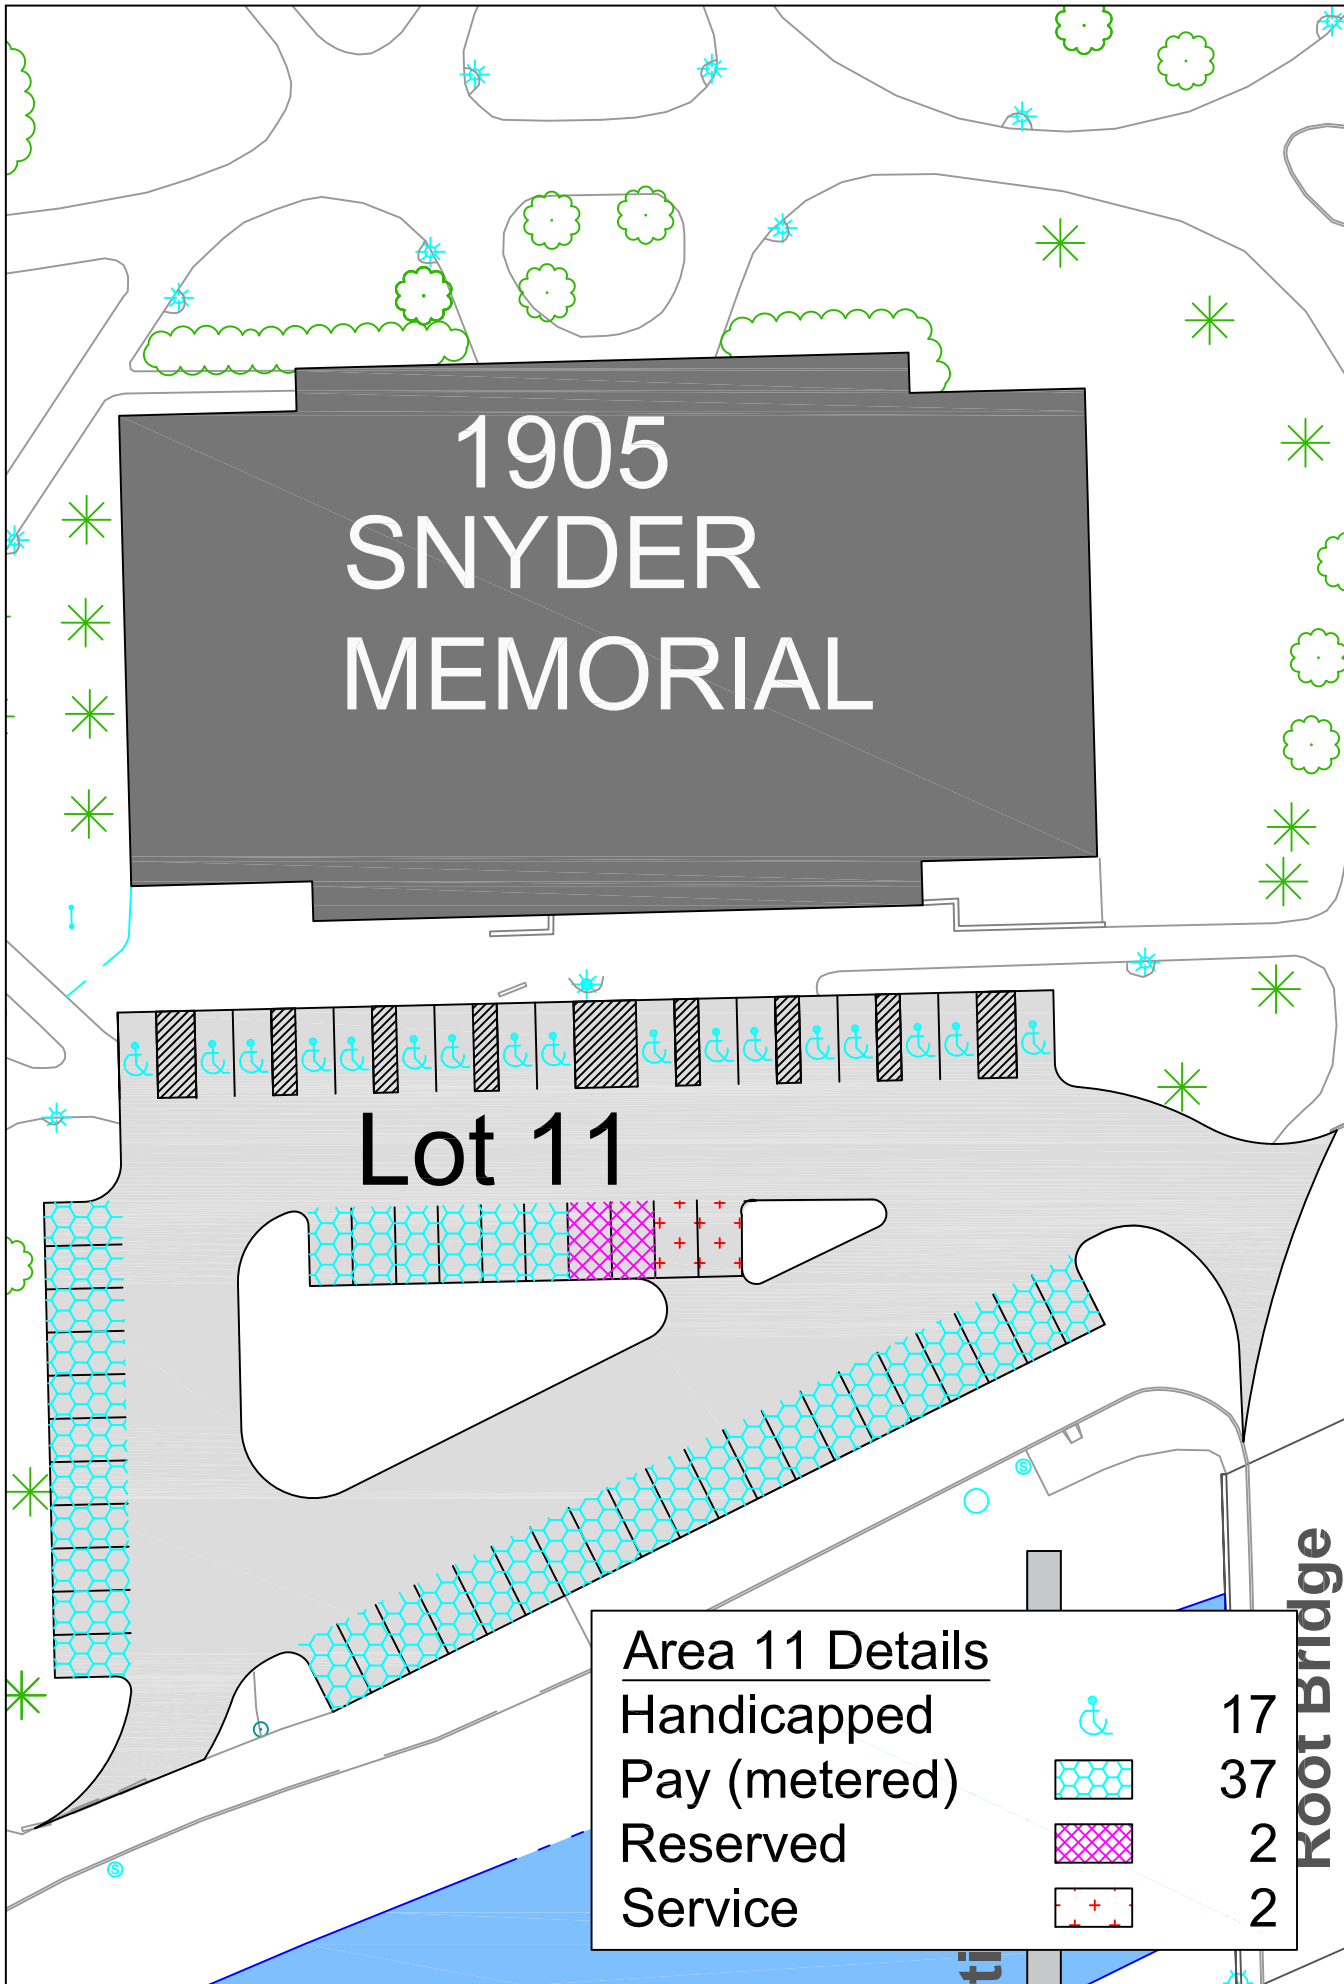 1905
SNYDER
MEMORIAL
Lot 11
Area 11 Details
Handicapped 17
Pay (metered) 37
Reserved 2
Service 2
Root Bridge
S
S
ti